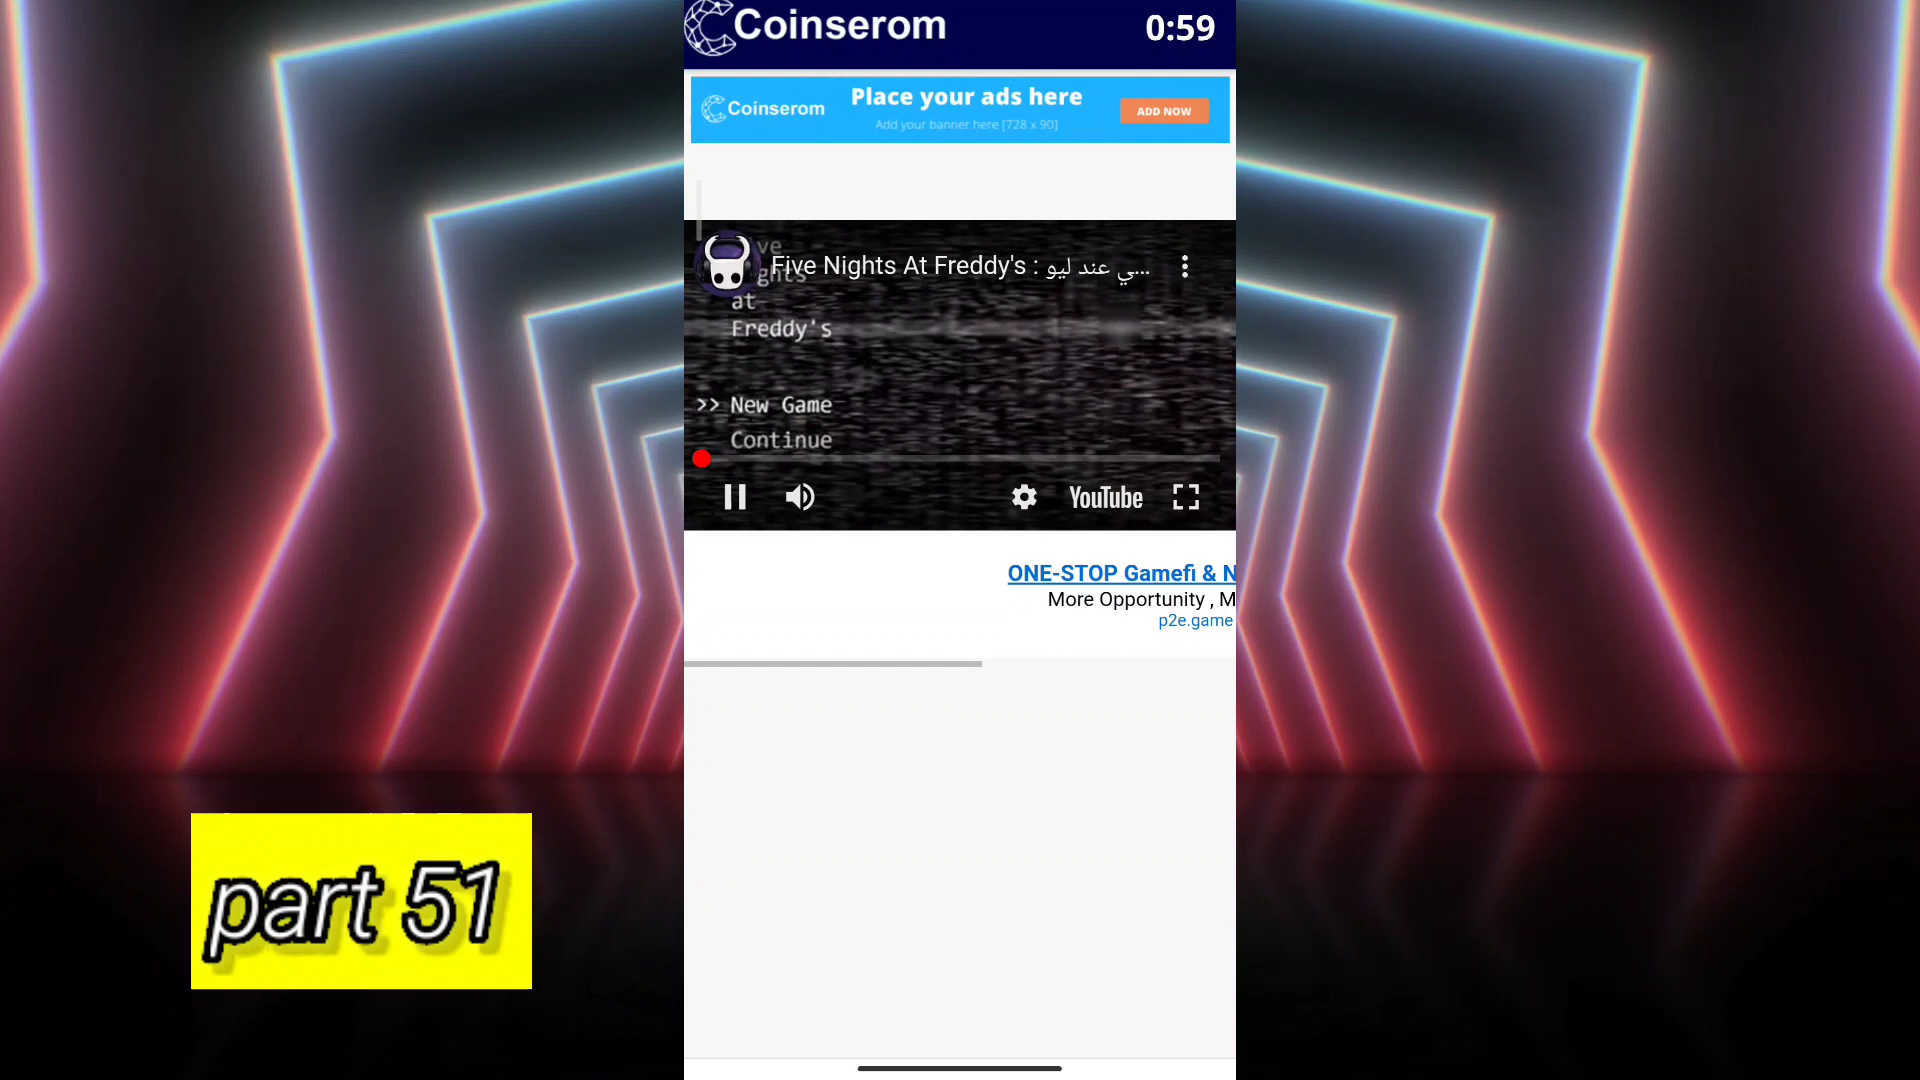 Coinserom
0:59
Coinserom
Place your ads here
Add your banner here [728 x 90]
ADD NOW
Five Nights At Freddy's : ي عند ليو...
at
Freddy's
>> New Game
Continue
YouTube
ONE-STOP Gamefi & N
More Opportunity , M
p2e.game
part 51